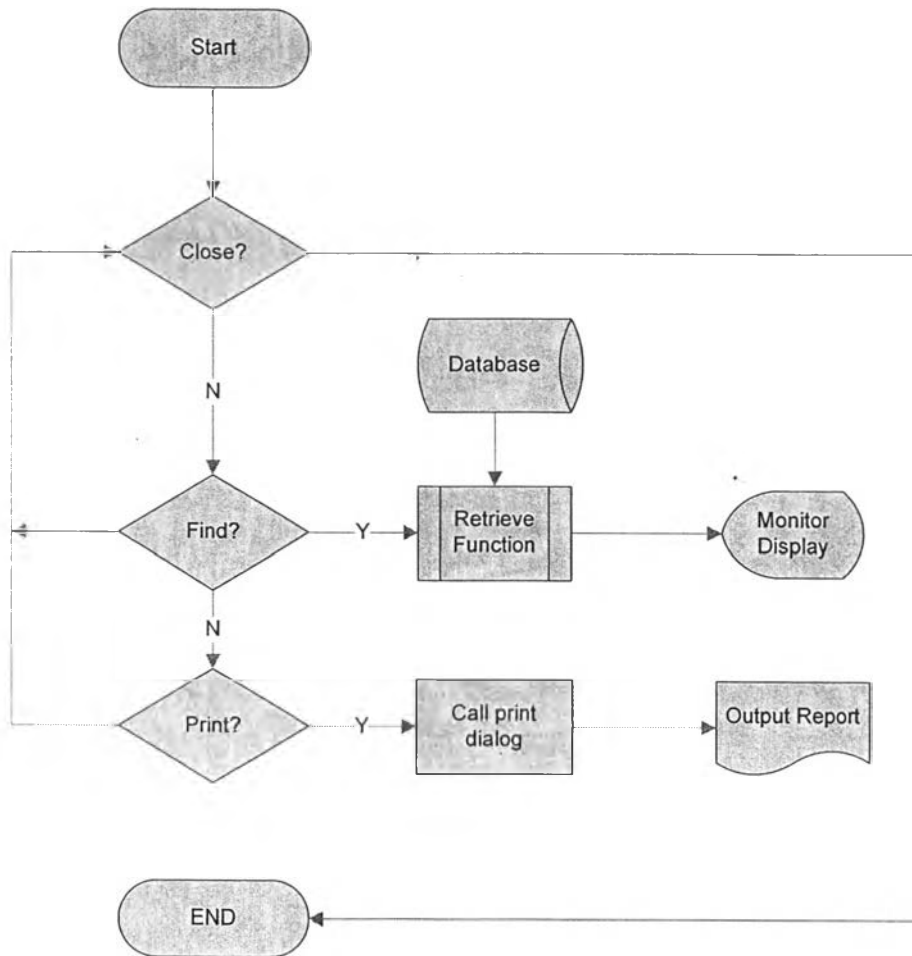 Start
Close?
N
Database
Find?
Y
Retrieve
Function
Monitor
Display
N
Print?
Y
Call print
dialog
Output Report
END